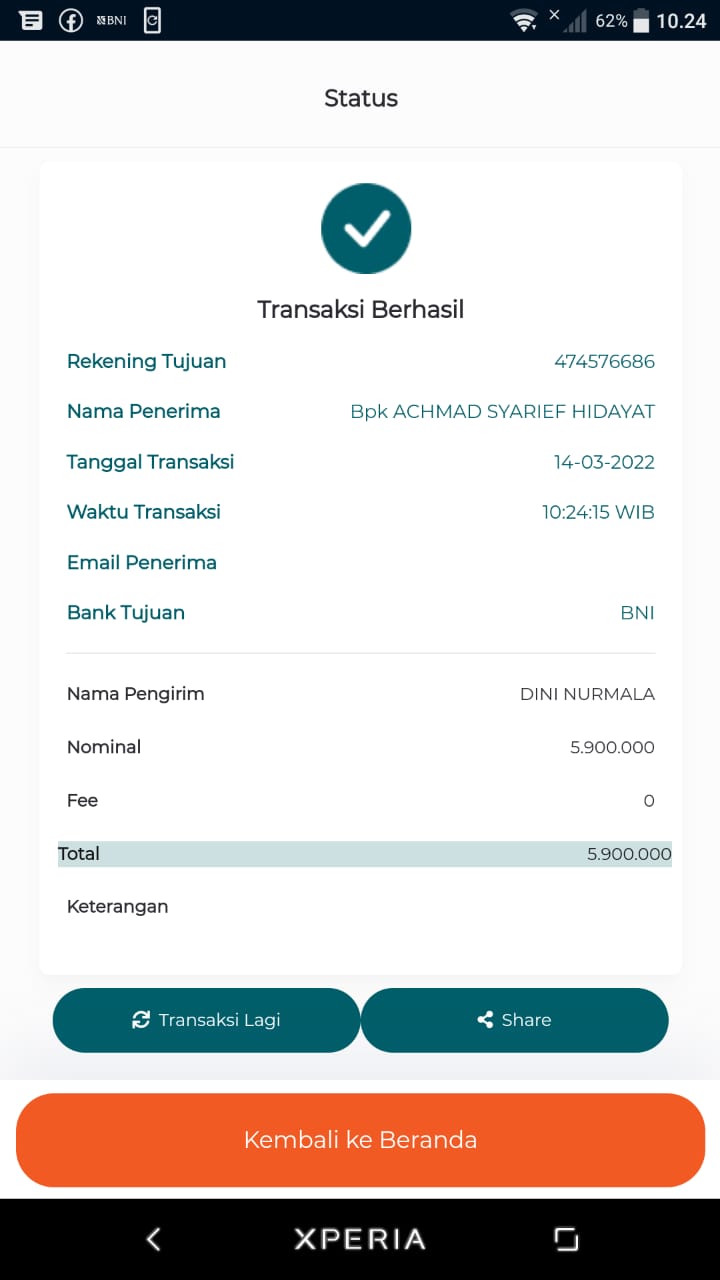 BNI 62% 10.24
Status
Transaksi Berhasil
Rekening Tujuan 474576686
Nama Penerima Bpk ACHMAD SYARIEF HIDAYAT
Tanggal Transaksi 14-03-2022
Waktu Transaksi 10:24:15 WIB
Email Penerima
Bank Tujuan BNI
Nama Pengirim DINI NURMALA
Nominal 5.900.000
Fee 0
Total 5.900.000
Keterangan
Transaksi Lagi Share
Kembali ke Beranda
XPERIA